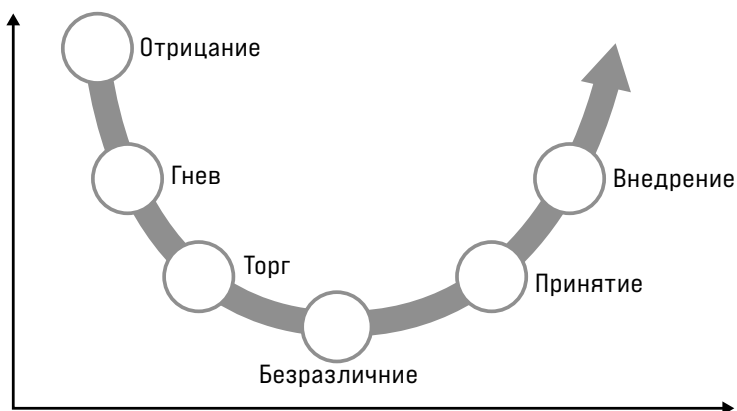 Отрицание
Гнев
Торг
Безразличние
Принятие
Внедрение